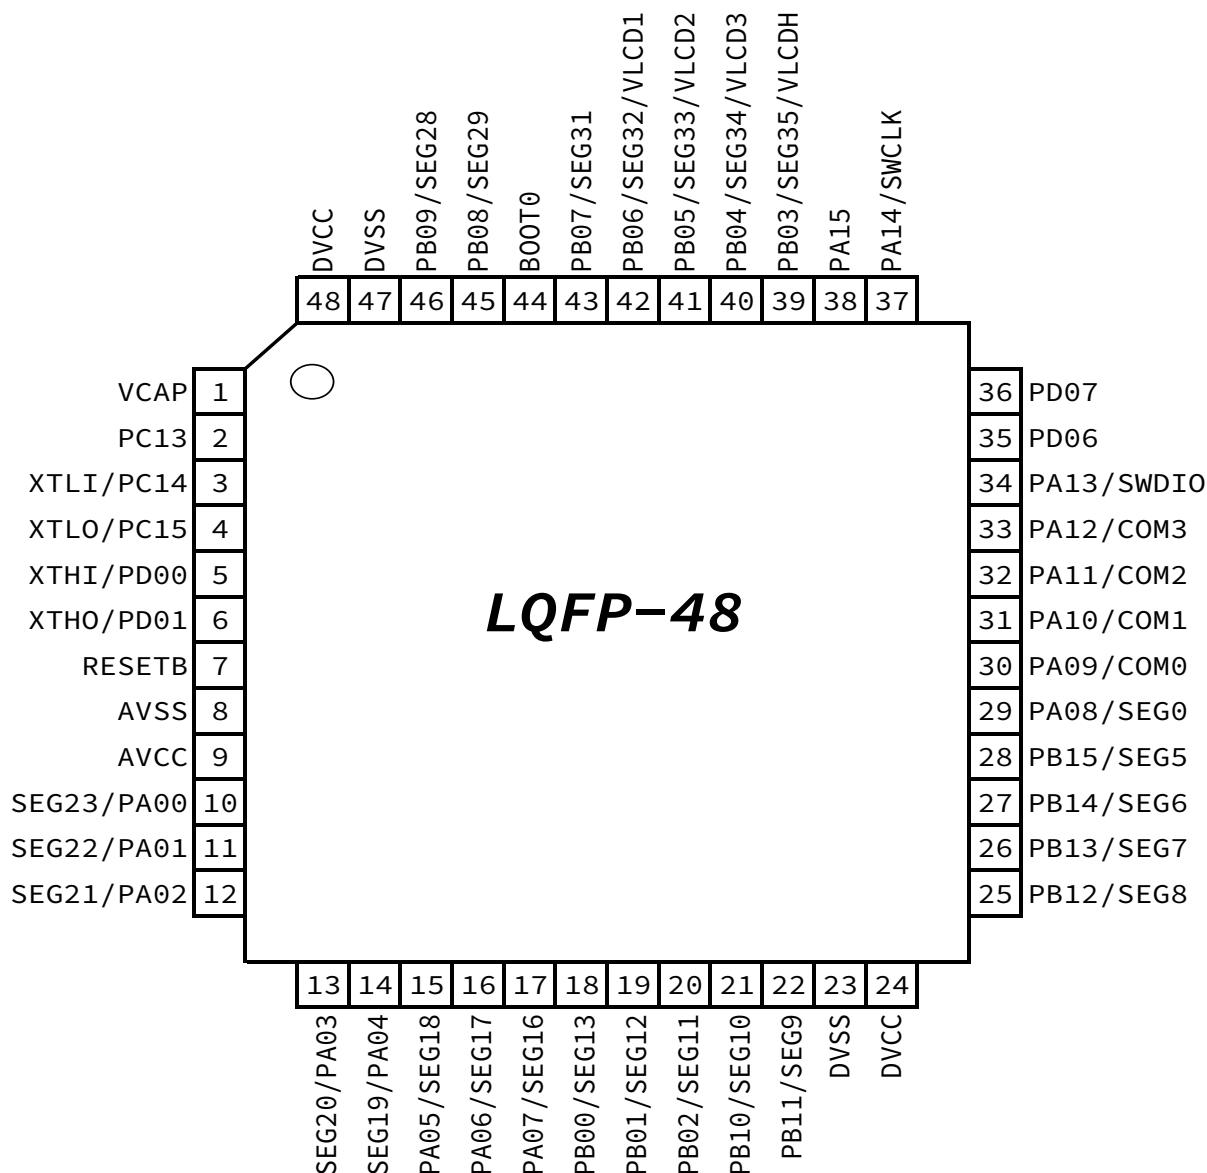 DVCC
DVSS
PB09/SEG28
PB08/SEG29
BOOT0
PB07/SEG31
PB06/SEG32/VLCD1
PB05/SEG33/VLCD2
PB04/SEG34/VLCD3
PB03/SEG35/VLCDH
PA15
PA14/SWCLK
48 47 46 45 44 43 42 41 40 39 38 37
VCAP 1
PC13 2
XTLI/PC14 3
XTLO/PC15 4
XTHI/PD00 5
XTHO/PD01 6
RESETB 7
AVSS 8
AVCC 9
SEG23/PA00 10
SEG22/PA01 11
SEG21/PA02 12
LQFP-48
36 PD07
35 PD06
34 PA13/SWDIO
33 PA12/COM3
32 PA11/COM2
31 PA10/COM1
30 PA09/COM0
29 PA08/SEG0
28 PB15/SEG5
27 PB14/SEG6
26 PB13/SEG7
25 PB12/SEG8
13 14 15 16 17 18 19 20 21 22 23 24
SEG20/PA03
SEG19/PA04
PA05/SEG18
PA06/SEG17
PA07/SEG16
PB00/SEG13
PB01/SEG12
PB02/SEG11
PB10/SEG10
PB11/SEG9
DVSS
DVCC